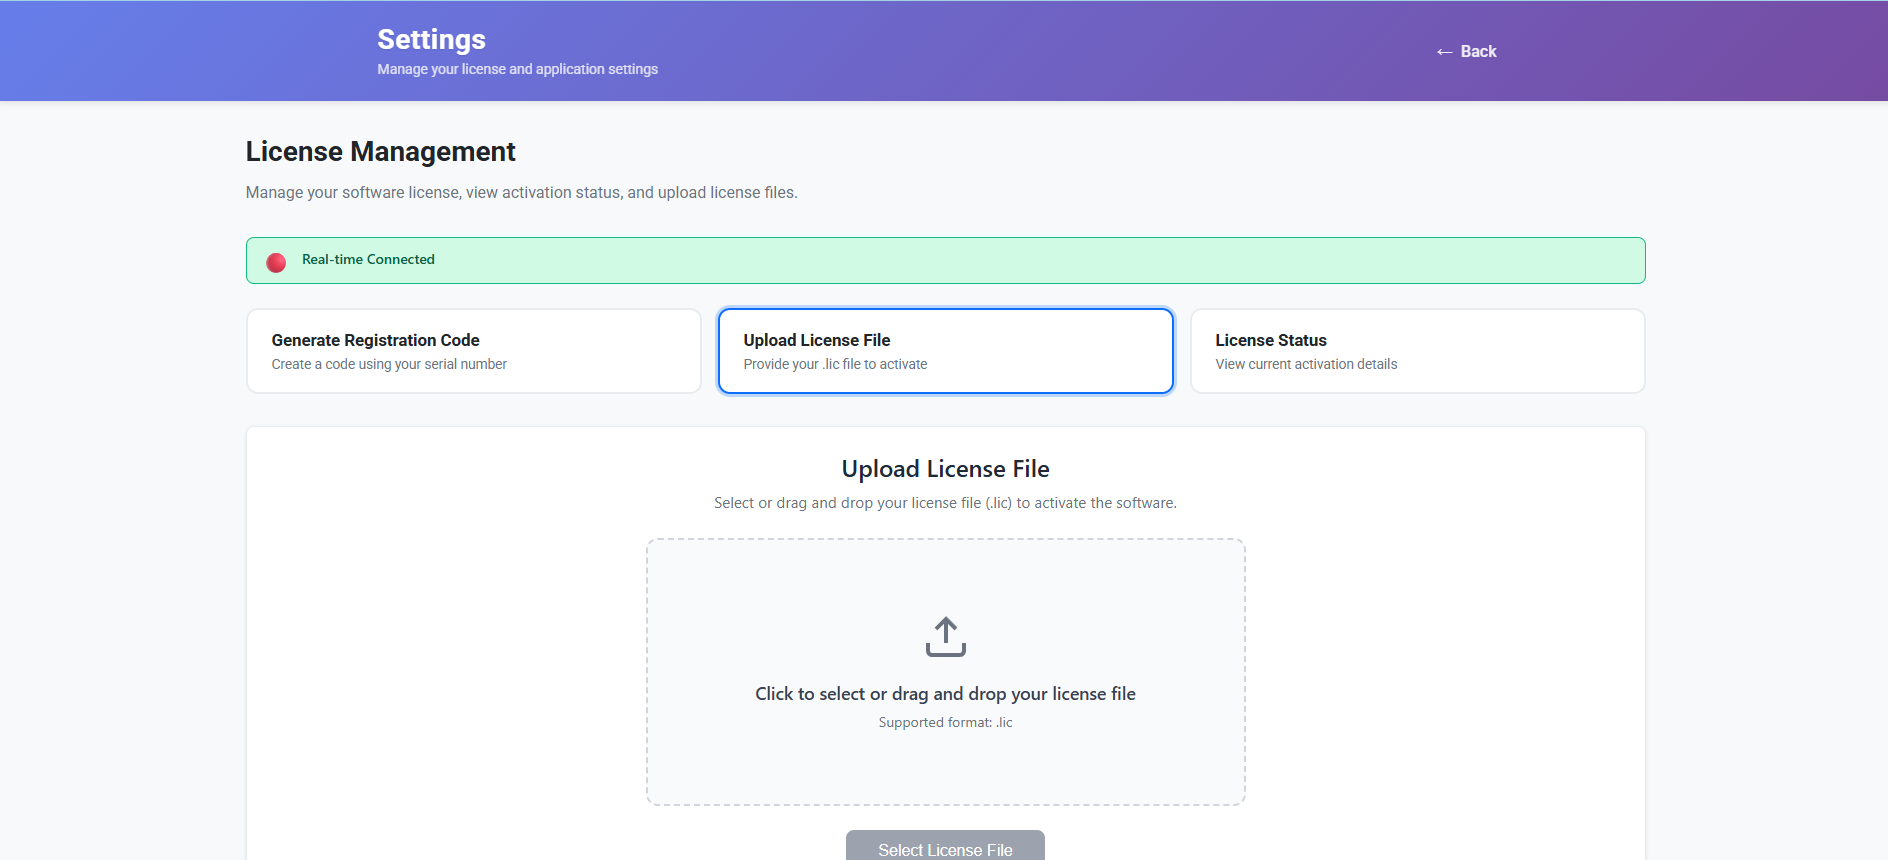 Settings
Manage your license and application settings
← Back
License Management
Manage your software license, view activation status, and upload license files.
Real-time Connected
Generate Registration Code
Create a code using your serial number
Upload License File
Provide your .lic file to activate
License Status
View current activation details
Upload License File
Select or drag and drop your license file (.lic) to activate the software.
Click to select or drag and drop your license file
Supported format: .lic
Select License File